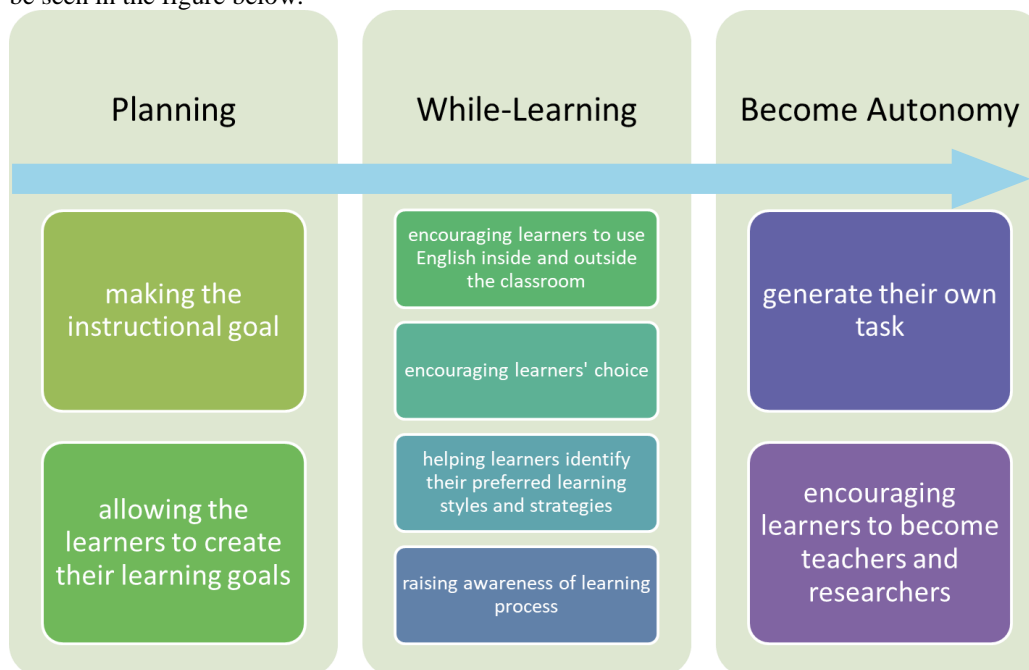 be seen in the figure below.
Planning
making the
instructional goal
allowing the
learners to create
their learning goals
While-Learning
encouraging learners to use
English inside and outside
the classroom
encouraging learners' choice
helping learners identify
their preferred learning
styles and strategies
raising awareness of learning
process
Become Autonomy
generate their own
task
encouraging
learners to become
teachers and
researchers